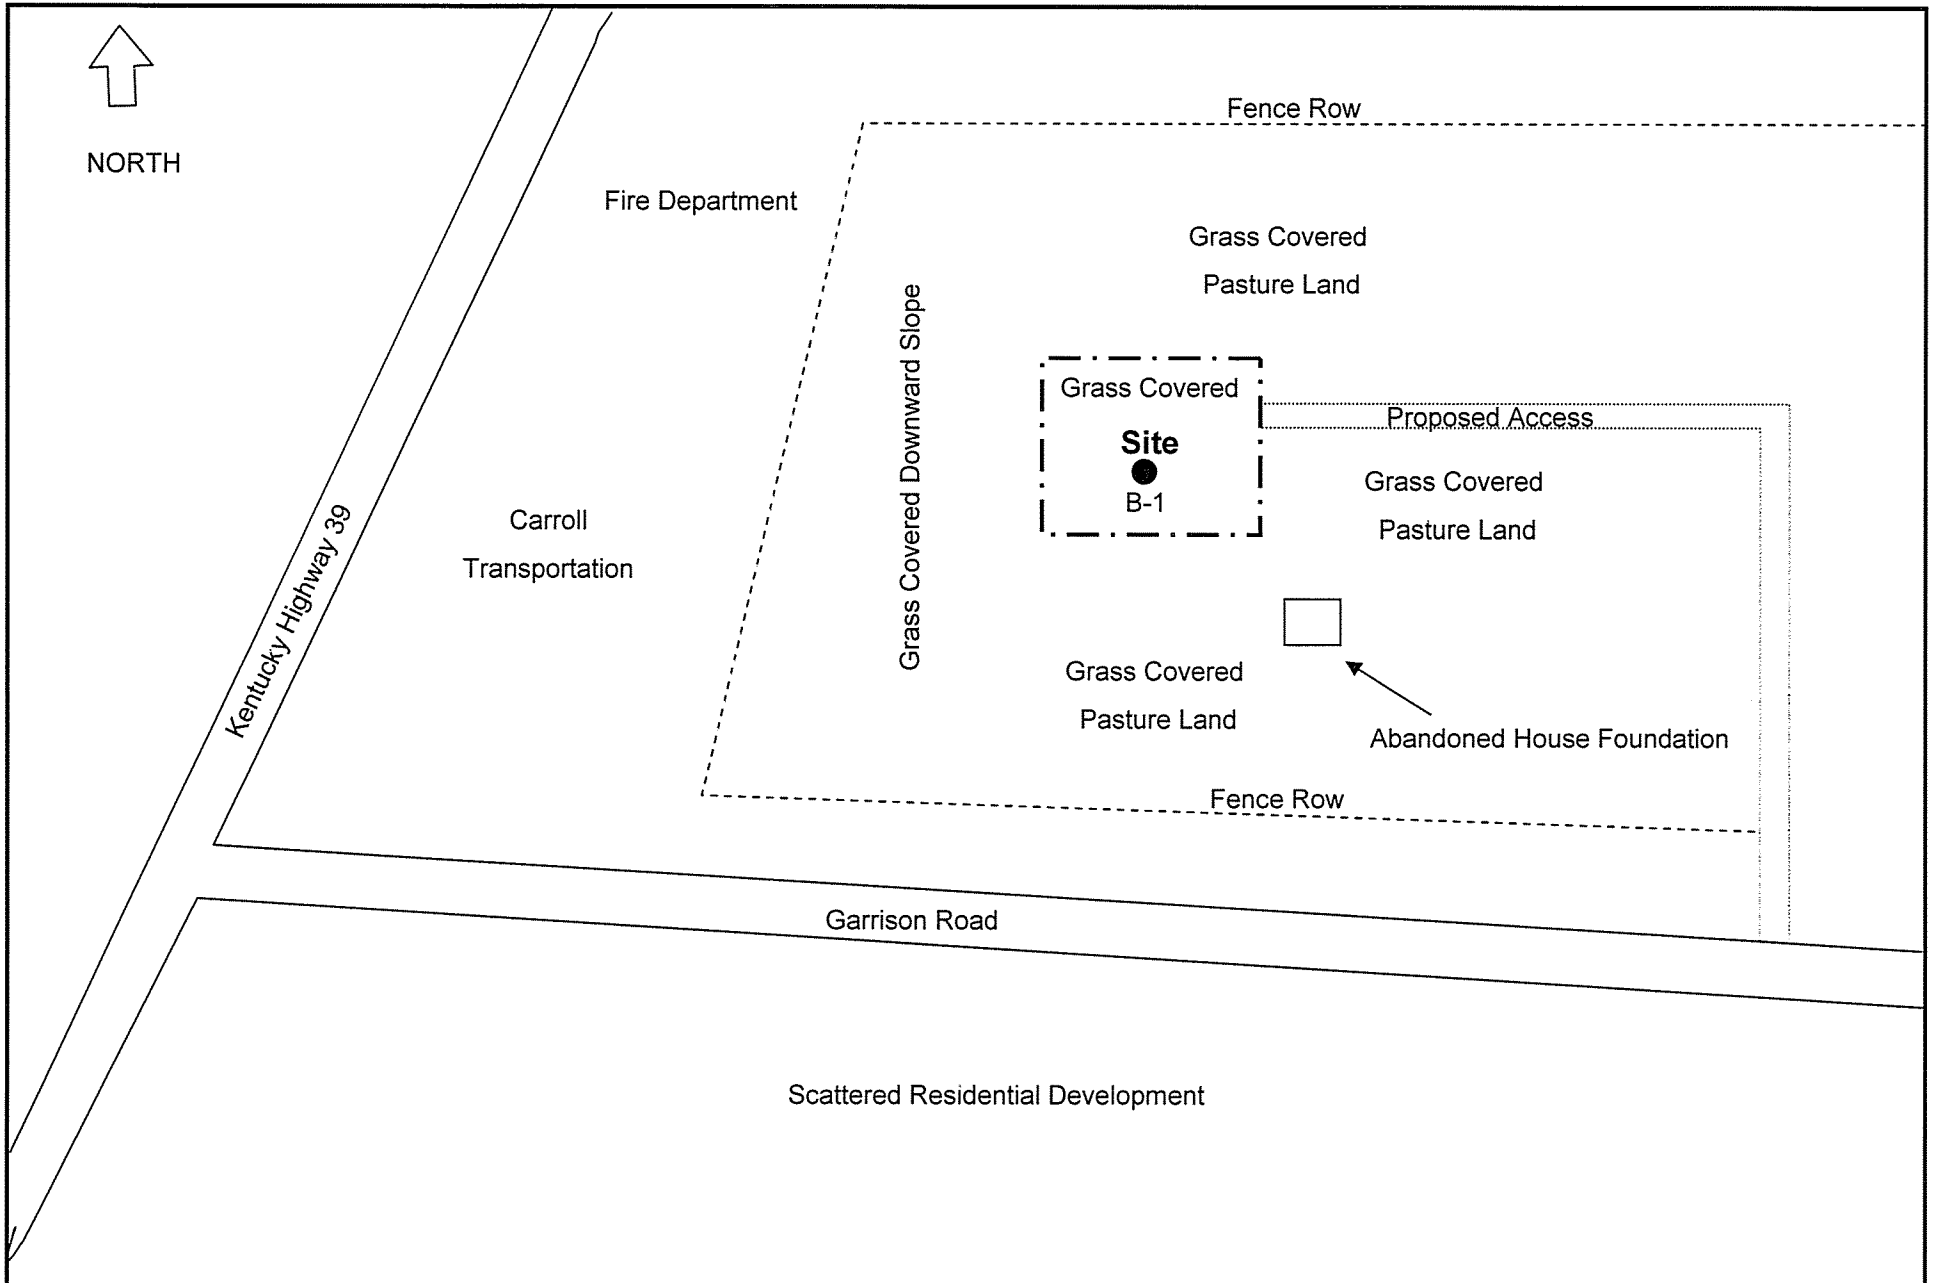 Fence Row
NORTH
Fire Department
Grass Covered
Pasture Land
Grass Covered Downward Slope
Grass Covered
Site
B-1
Proposed Access
Grass Covered
Pasture Land
Carroll
Transportation
Kentucky Highway 39
Grass Covered
Pasture Land
Abandoned House Foundation
Fence Row
Garrison Road
Scattered Residential Development